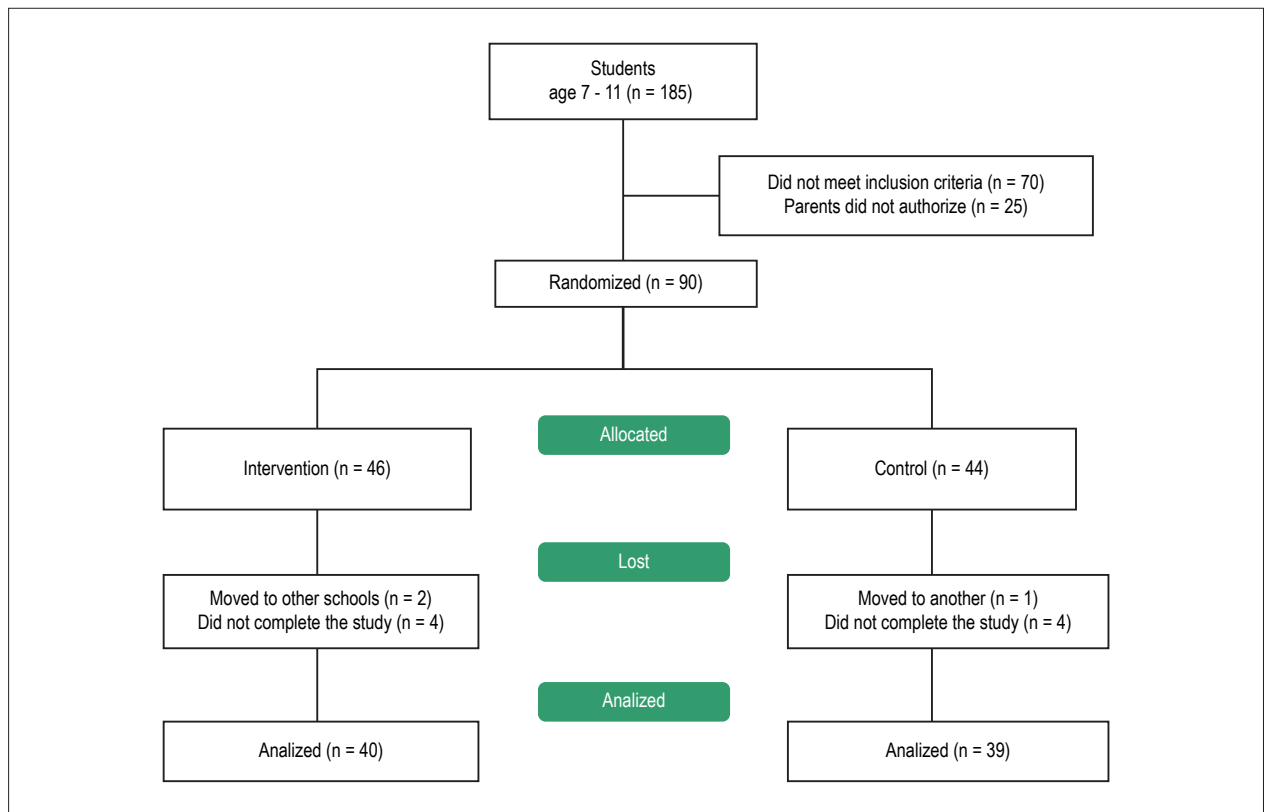 Students
age 7 - 11 (n = 185)
Did not meet inclusion criteria (n = 70)
Parents did not authorize (n = 25)
Randomized (n = 90)
Allocated
Intervention (n = 46)
Control (n = 44)
Lost
Moved to other schools (n = 2)
Did not complete the study (n = 4)
Moved to another (n = 1)
Did not complete the study (n = 4)
Analized
Analized (n = 40)
Analized (n = 39)